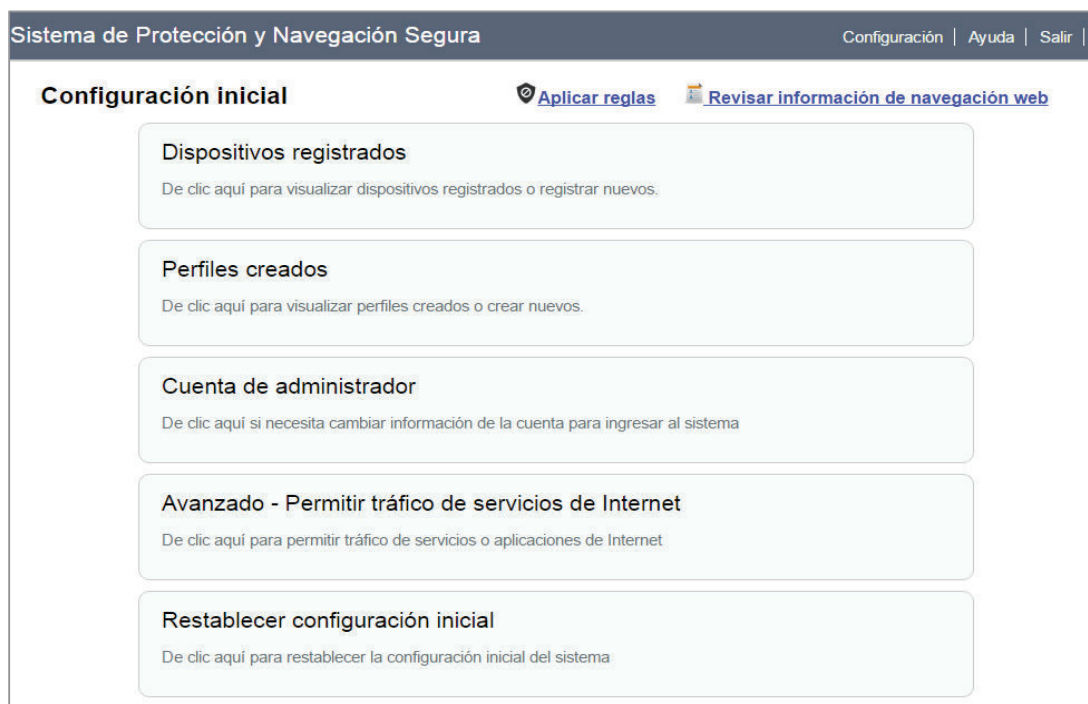 Sistema de Protección y Navegación Segura
Configuración | Ayuda | Salir |
Configuración inicial
Aplicar reglas
Revisar información de navegación web
Dispositivos registrados
De clic aquí para visualizar dispositivos registrados o registrar nuevos.
Perfiles creados
De clic aquí para visualizar perfiles creados o crear nuevos.
Cuenta de administrador
De clic aquí si necesita cambiar información de la cuenta para ingresar al sistema
Avanzado - Permitir tráfico de servicios de Internet
De clic aquí para permitir tráfico de servicios o aplicaciones de Internet
Restablecer configuración inicial
De clic aquí para restablecer la configuración inicial del sistema